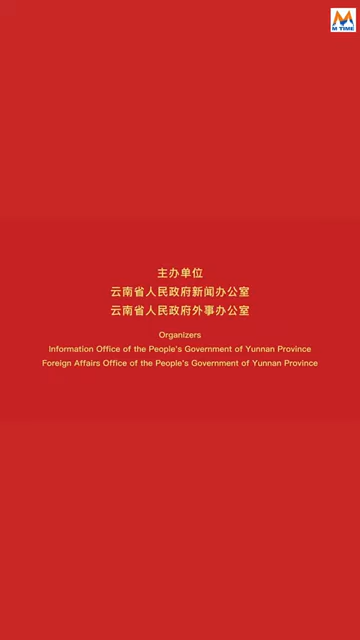 M TIME
主办单位
云南省人民政府新闻办公室
云南省人民政府外事办公室
Organizers
Information Office of the People's Government of Yunnan Province
Foreign Affairs Office of the People's Government of Yunnan Province